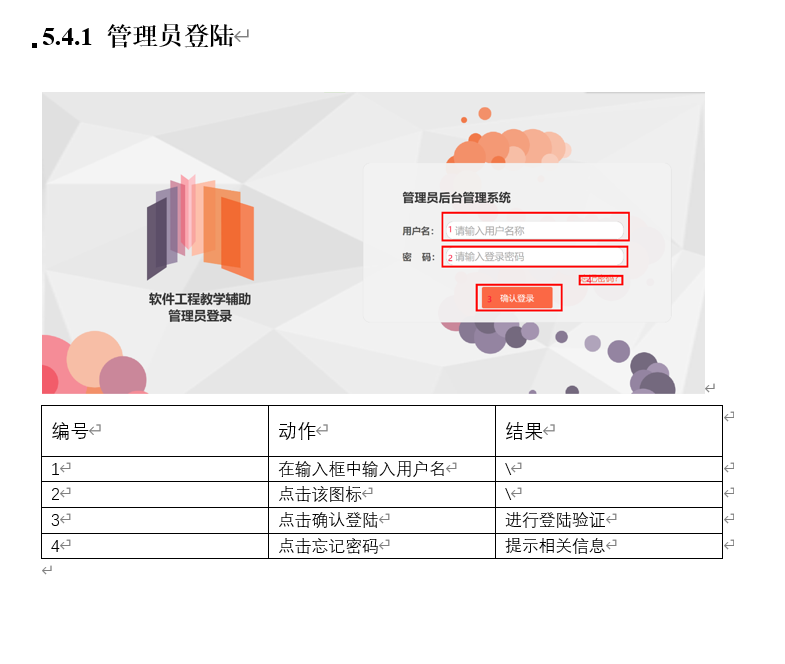 5.4.1 管理员登陆
管理员后台管理系统
用户名: 1 请输入用户名称
密 码: 2 请输入登录密码
4
3 确认登录
软件工程教学辅助
管理员登录
编号 动作 结果
1 在输入框中输入用户名 \
2 点击该图标 \
3 点击确认登陆 进行登陆验证
4 点击忘记密码 提示相关信息